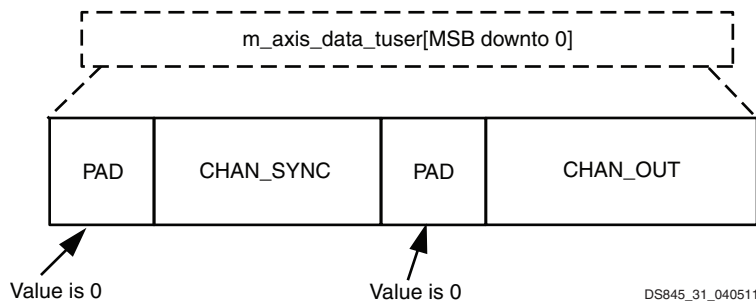 m_axis_data_tuser[MSB downto 0]
PAD CHAN_SYNC PAD CHAN_OUT
Value is 0 Value is 0
DS845_31_040511